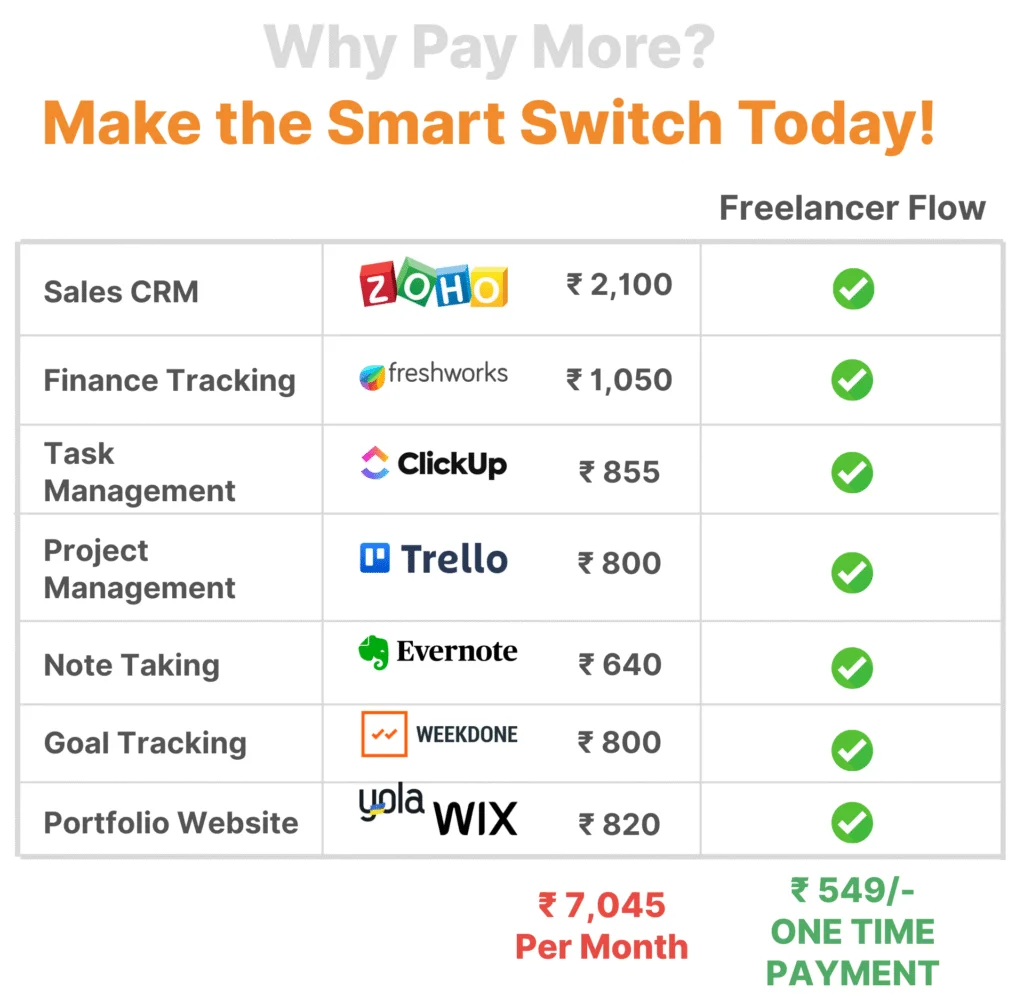 Why Pay More?
Make the Smart Switch Today!
Freelancer Flow
Sales CRM
ZOHO
₹ 2,100
Finance Tracking
freshworks
₹ 1,050
Task
Management
ClickUp
₹ 855
Project
Management
Trello
₹ 800
Note Taking
Evernote
₹ 640
Goal Tracking
WEEKDONE
₹ 800
Portfolio Website
yola
WIX
₹ 820
₹ 7,045
Per Month
₹ 549/-
ONE TIME
PAYMENT